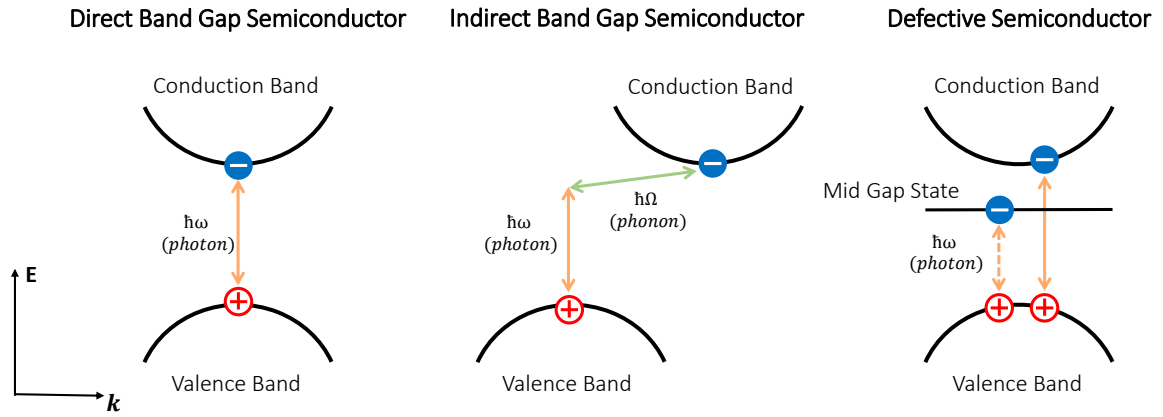 Direct Band Gap Semiconductor
Indirect Band Gap Semiconductor
Defective Semiconductor
Conduction Band
Conduction Band
Conduction Band
Mid Gap State
ħω
(photon)
ħω
(photon)
ħΩ
(phonon)
ħω
(photon)
E
k
Valence Band
Valence Band
Valence Band